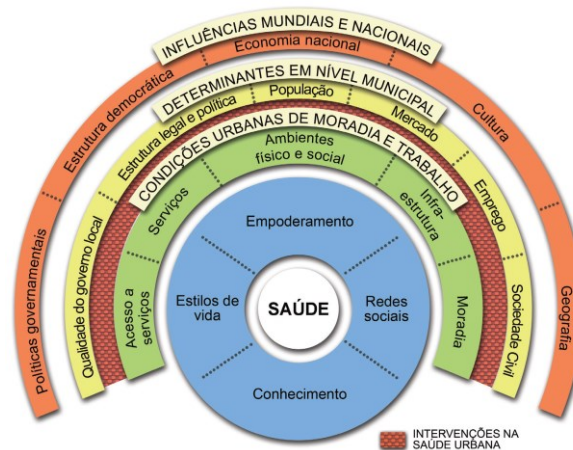 INFLUÊNCIAS MUNDIAIS E NACIONAIS
Políticas governamentais
Estrutura democrática
Economia nacional
Cultura
Geografia
DETERMINANTES EM NÍVEL MUNICIPAL
Qualidade do governo local
Estrutura legal e política
População
Mercado
Emprego
Sociedade Civil
CONDIÇÕES URBANAS DE MORADIA E TRABALHO
Acesso a
serviços
Serviços
Ambientes
físico e social
Infra-
estrutura
Moradia
Empoderamento
Estilos de
vida
SAÚDE
Redes
sociais
Conhecimento
INTERVENÇÕES NA
SAÚDE URBANA